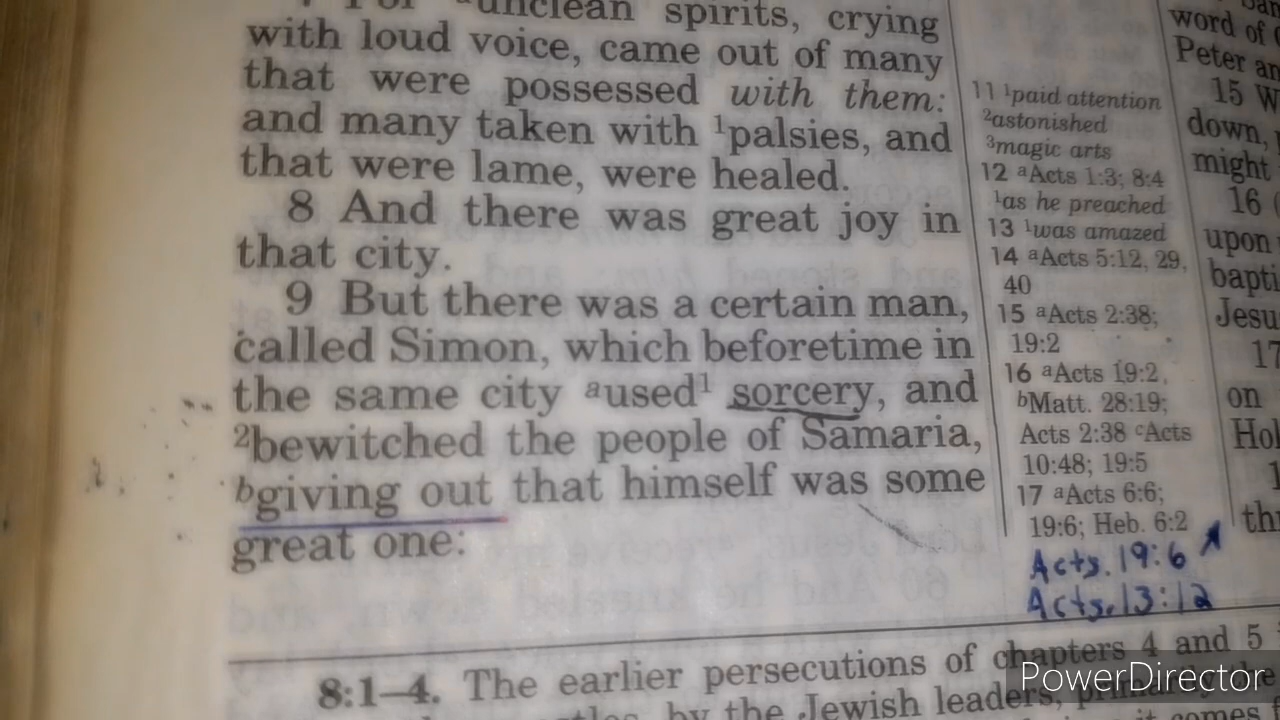 unclean spirits, crying
with loud voice, came out of many
that were possessed with them:
and many taken with ¹palsies, and
that were lame, were healed.
8 And there was great joy in
that city.
9 But there was a certain man,
called Simon, which beforetime in
the same city ᵃused¹ sorcery, and
²bewitched the people of Samaria,
ᵇgiving out that himself was some
great one:
11 ¹paid attention
²astonished
³magic arts
12 ᵃActs 1:3; 8:4
¹as he preached
13 ¹was amazed
14 ᵃActs 5:12, 29,
40
15 ᵃActs 2:38;
19:2
16 ᵃActs 19:2
ᵇMatt. 28:19;
Acts 2:38 ᶜActs
10:48; 19:5
17 ᵃActs 6:6;
19:6; Heb. 6:2
Acts. 19:6
Acts. 13:12
word of
Peter
15
down,
might
16
upon
17
on
8:1–4. The earlier persecutions of chapters 4 and 5
by the Jewish leaders,
comes
PowerDirector